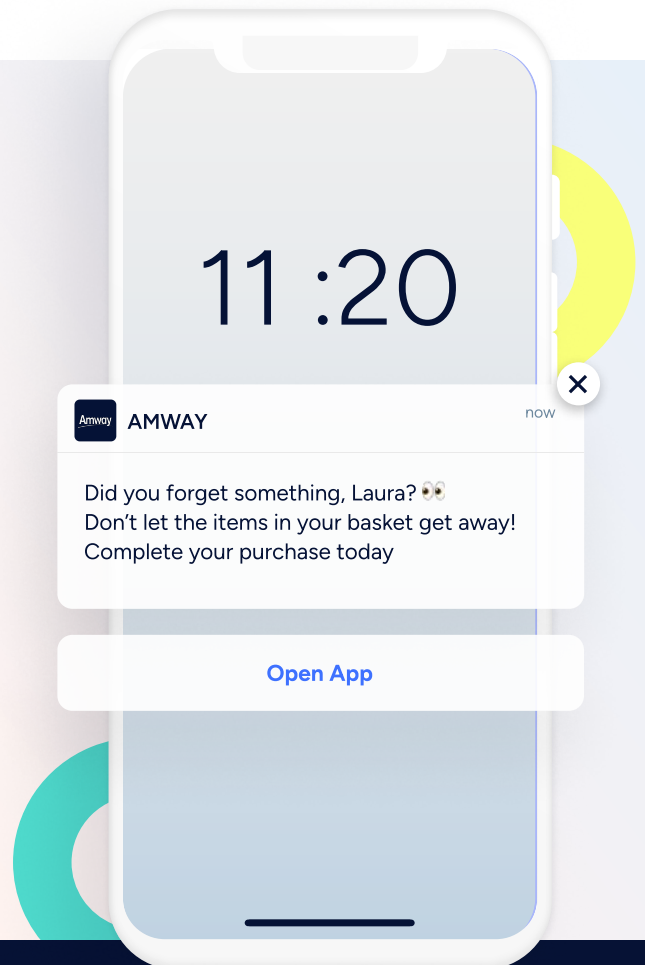 11 :20
Amway
AMWAY
now
Did you forget something, Laura? 👀
Don’t let the items in your basket get away!
Complete your purchase today
Open App